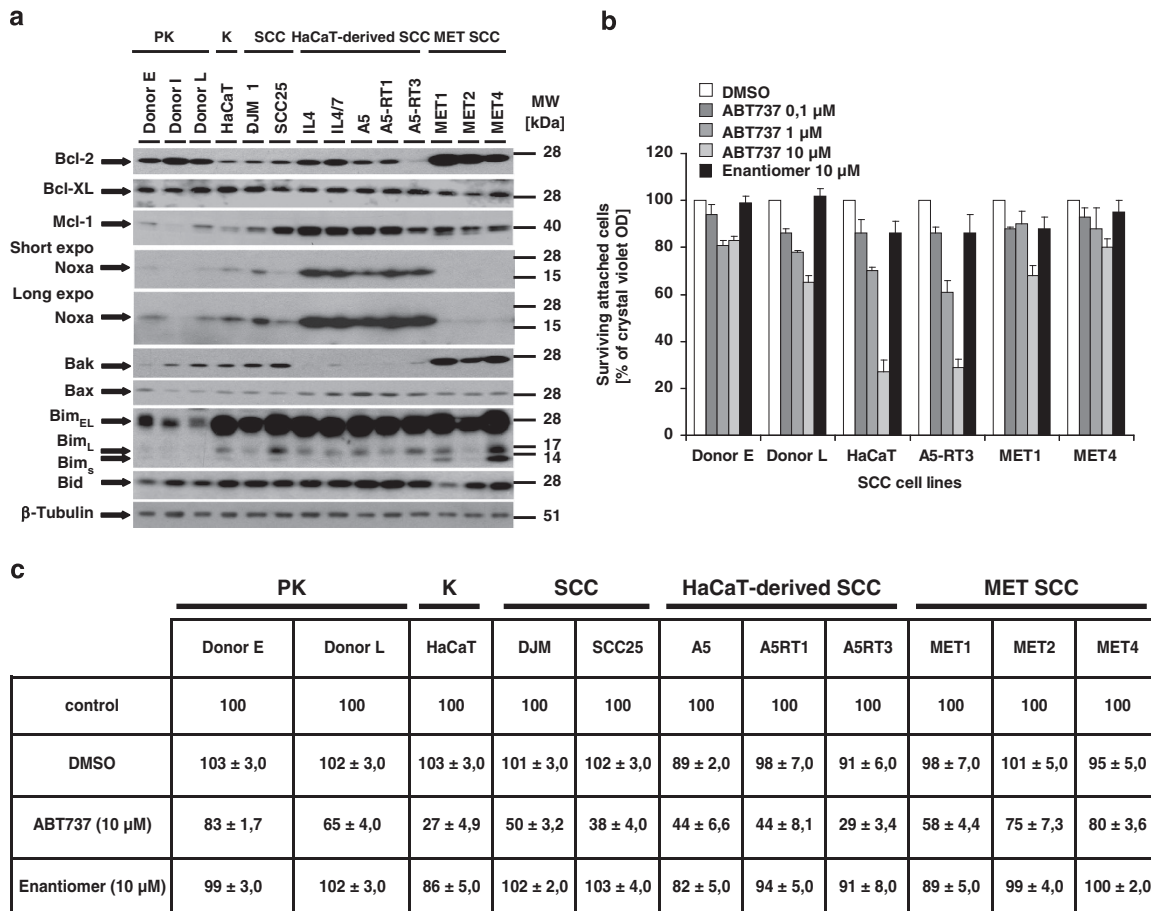 a
PK K SCC HaCaT-derived SCC MET SCC
Donor E
Donor I
Donor L
HaCaT
DJM 1
SCC25
IL4
IL4/7
A5
A5-RT1
A5-RT3
MET1
MET2
MET4
MW
[kDa]
Bcl-2 28
Bcl-XL 28
Mcl-1 40
Short expo
Noxa 28
15
Long expo
Noxa 28
15
Bak 28
Bax 28
BimEL 28
BimL 17
Bims 14
Bid 28
β-Tubulin 51
b
DMSO
ABT737 0,1 µM
ABT737 1 µM
ABT737 10 µM
Enantiomer 10 µM
Surviving attached cells
[% of crystal violet OD]
120
100
80
60
40
20
0
Donor E Donor L HaCaT A5-RT3 MET1 MET4
SCC cell lines
c
PK K SCC HaCaT-derived SCC MET SCC
Donor E Donor L HaCaT DJM SCC25 A5 A5RT1 A5RT3 MET1 MET2 MET4
control 100 100 100 100 100 100 100 100 100 100 100
DMSO 103 ± 3,0 102 ± 3,0 103 ± 3,0 101 ± 3,0 102 ± 3,0 89 ± 2,0 98 ± 7,0 91 ± 6,0 98 ± 7,0 101 ± 5,0 95 ± 5,0
ABT737 (10 µM) 83 ± 1,7 65 ± 4,0 27 ± 4,9 50 ± 3,2 38 ± 4,0 44 ± 6,6 44 ± 8,1 29 ± 3,4 58 ± 4,4 75 ± 7,3 80 ± 3,6
Enantiomer (10 µM) 99 ± 3,0 102 ± 3,0 86 ± 5,0 102 ± 2,0 103 ± 4,0 82 ± 5,0 94 ± 5,0 91 ± 8,0 89 ± 5,0 99 ± 4,0 100 ± 2,0